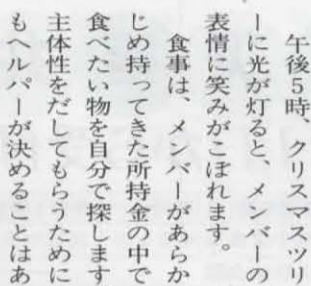 午後5時、クリスマスツリ
ーに光が灯ると、メンバーの
表情に笑みがこぼれます。
食事は、メンバーがあらか
じめ持ってきた所持金の中で
食べたい物を自分で探します
主体性をだしてもらうために
もヘルパーが決めることはあ